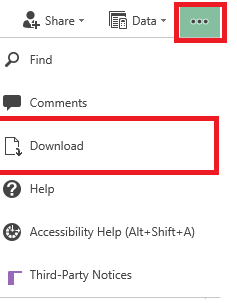 Share Data
Find
Comments
Download
Help
Accessibility Help (Alt+Shift+A)
Third-Party Notices